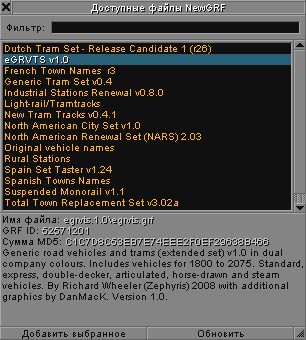 Доступные файлы NewGRF
Фильтр:
Dutch Tram Set - Release Candidate 1 (r26)
eGRVTS v1.0
French Town Names r3
Generic Tram Set v0.4
Industrial Stations Renewal v0.8.0
Light-rail/Tramtracks
New Tram Tracks v0.4.1
North American City Set v1.0
North American Renewal Set (NARS) 2.03
Original vehicle names
Rural Stations
Spain Set Taster v1.24
Spanish Towns Names
Suspended Monorail v1.1
Total Town Replacement Set v3.02a
Имя файла: egrvts.1.0\egrvts.grf
GRF ID: 52571201
Сумма MD5: C1C7D8C53EB7E74EEE2F0EF29638B466
Generic road vehicles and trams (extended set) v1.0 in dual
company colours. Includes vehicles for 1800 to 2075. Standard,
express, double-decker, articulated, horse-drawn and steam
vehicles. By Richard Wheeler (Zephyris) 2008 with additional
graphics by DanMacK. Version 1.0.
Добавить выбранное
Обновить